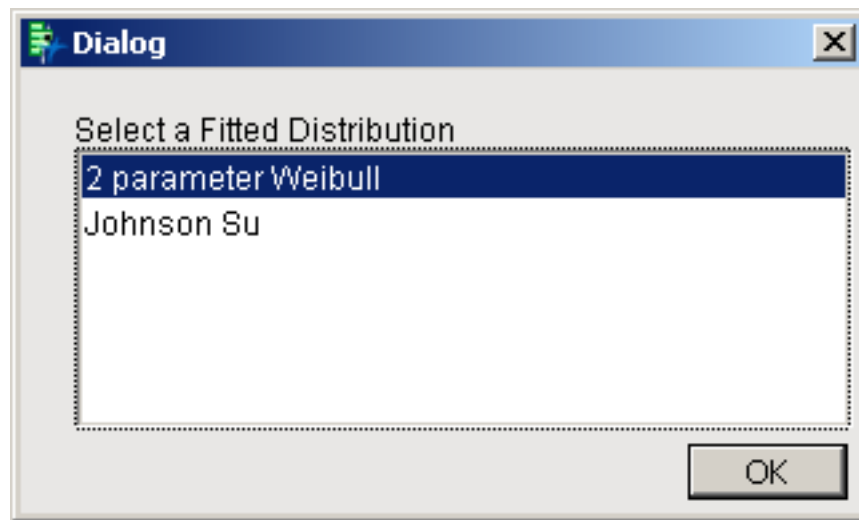 Dialog
Select a Fitted Distribution
2 parameter Weibull
Johnson Su
OK